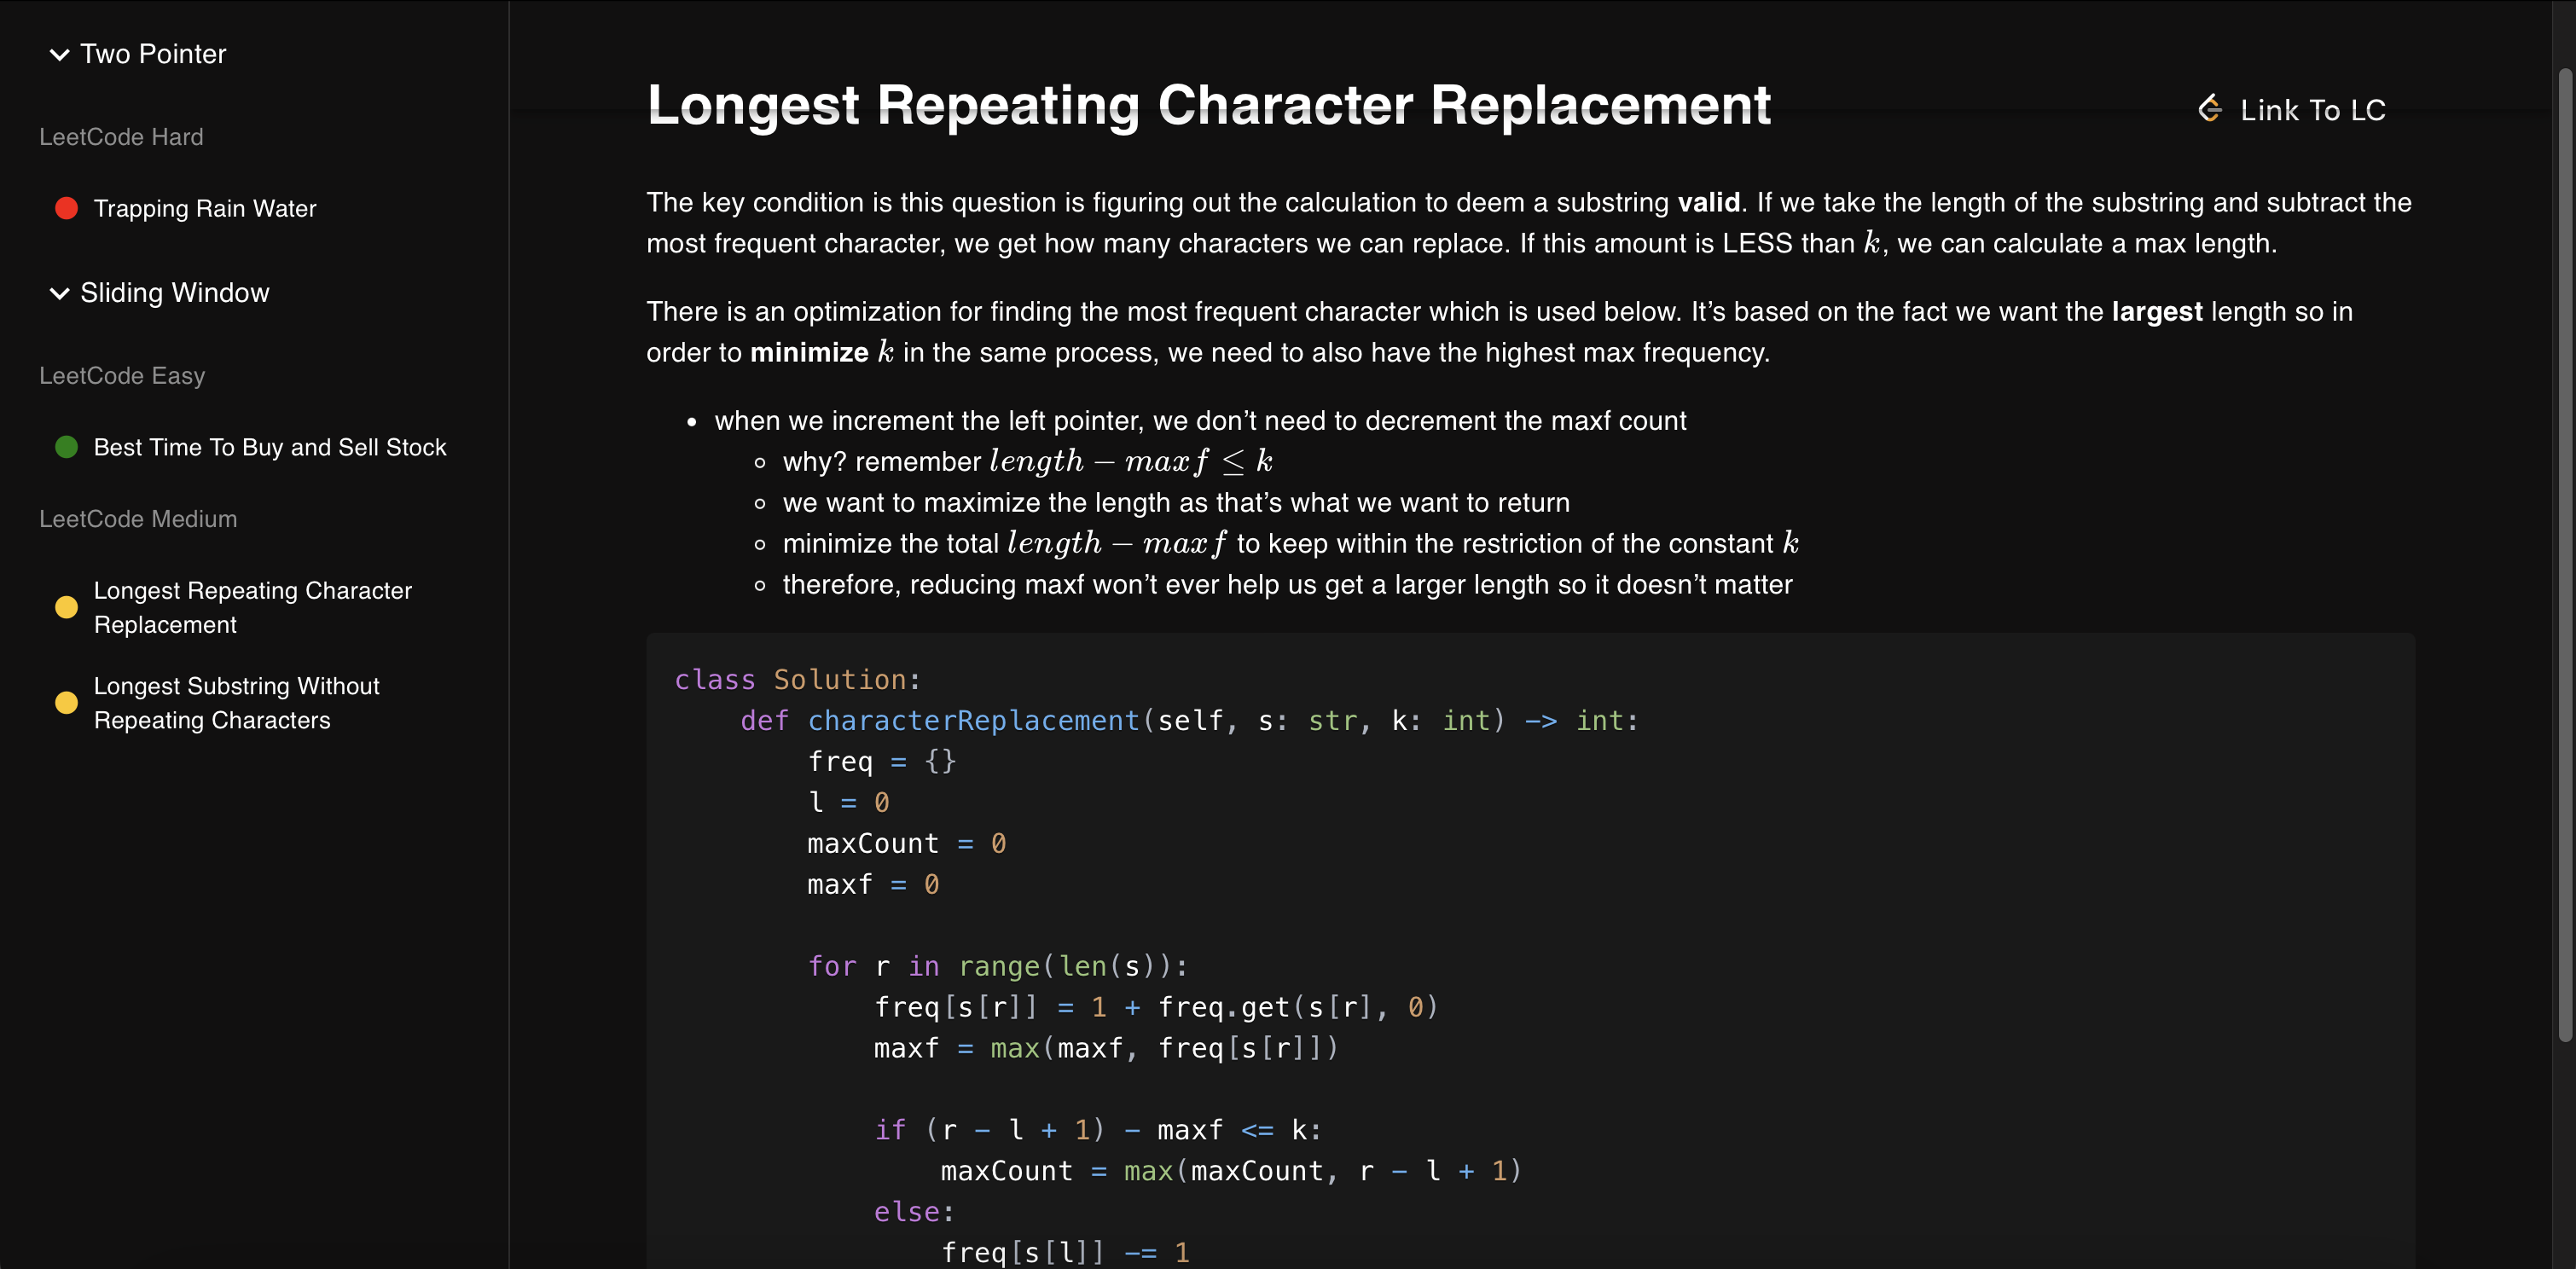 Two Pointer
LeetCode Hard
Trapping Rain Water
Sliding Window
LeetCode Easy
Best Time To Buy and Sell Stock
LeetCode Medium
Longest Repeating Character
Replacement
Longest Substring Without
Repeating Characters
Longest Repeating Character Replacement
Link To LC
The key condition is this question is figuring out the calculation to deem a substring valid. If we take the length of the substring and subtract the
most frequent character, we get how many characters we can replace. If this amount is LESS than k, we can calculate a max length.
There is an optimization for finding the most frequent character which is used below. It’s based on the fact we want the largest length so in
order to minimize k in the same process, we need to also have the highest max frequency.
• when we increment the left pointer, we don’t need to decrement the maxf count
◦ why? remember length − maxf ≤ k
◦ we want to maximize the length as that’s what we want to return
◦ minimize the total length − maxf to keep within the restriction of the constant k
◦ therefore, reducing maxf won’t ever help us get a larger length so it doesn’t matter
class Solution:
    def characterReplacement(self, s: str, k: int) -> int:
        freq = {}
        l = 0
        maxCount = 0
        maxf = 0
        for r in range(len(s)):
            freq[s[r]] = 1 + freq.get(s[r], 0)
            maxf = max(maxf, freq[s[r]])
            if (r - l + 1) - maxf <= k:
                maxCount = max(maxCount, r - l + 1)
            else:
                freq[s[l]] -= 1